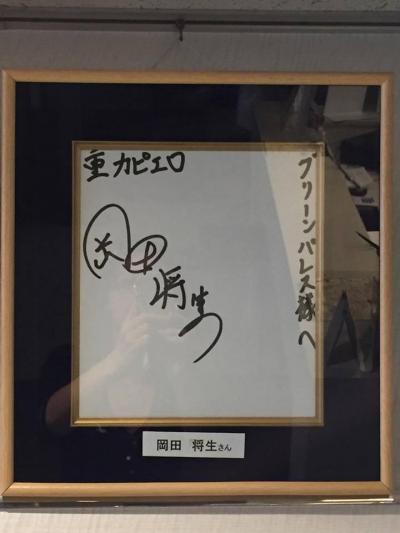 グリーンパレス様へ
重力ピエロ
岡田
将生
岡田 将生さん